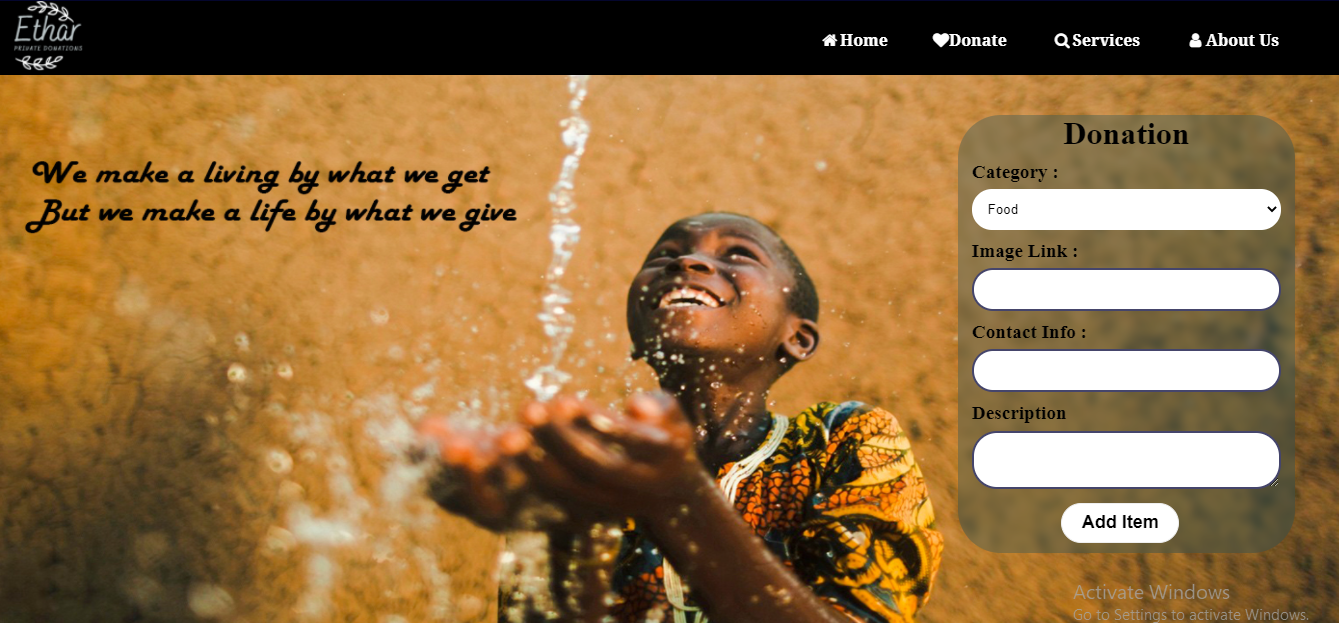 Ethar
PRIVATE DONATIONS
Home Donate Services About Us
We make a living by what we get
But we make a life by what we give
Donation
Category :
Food
Image Link :
Contact Info :
Description
Add Item
Activate Windows
Go to Settings to activate Windows.